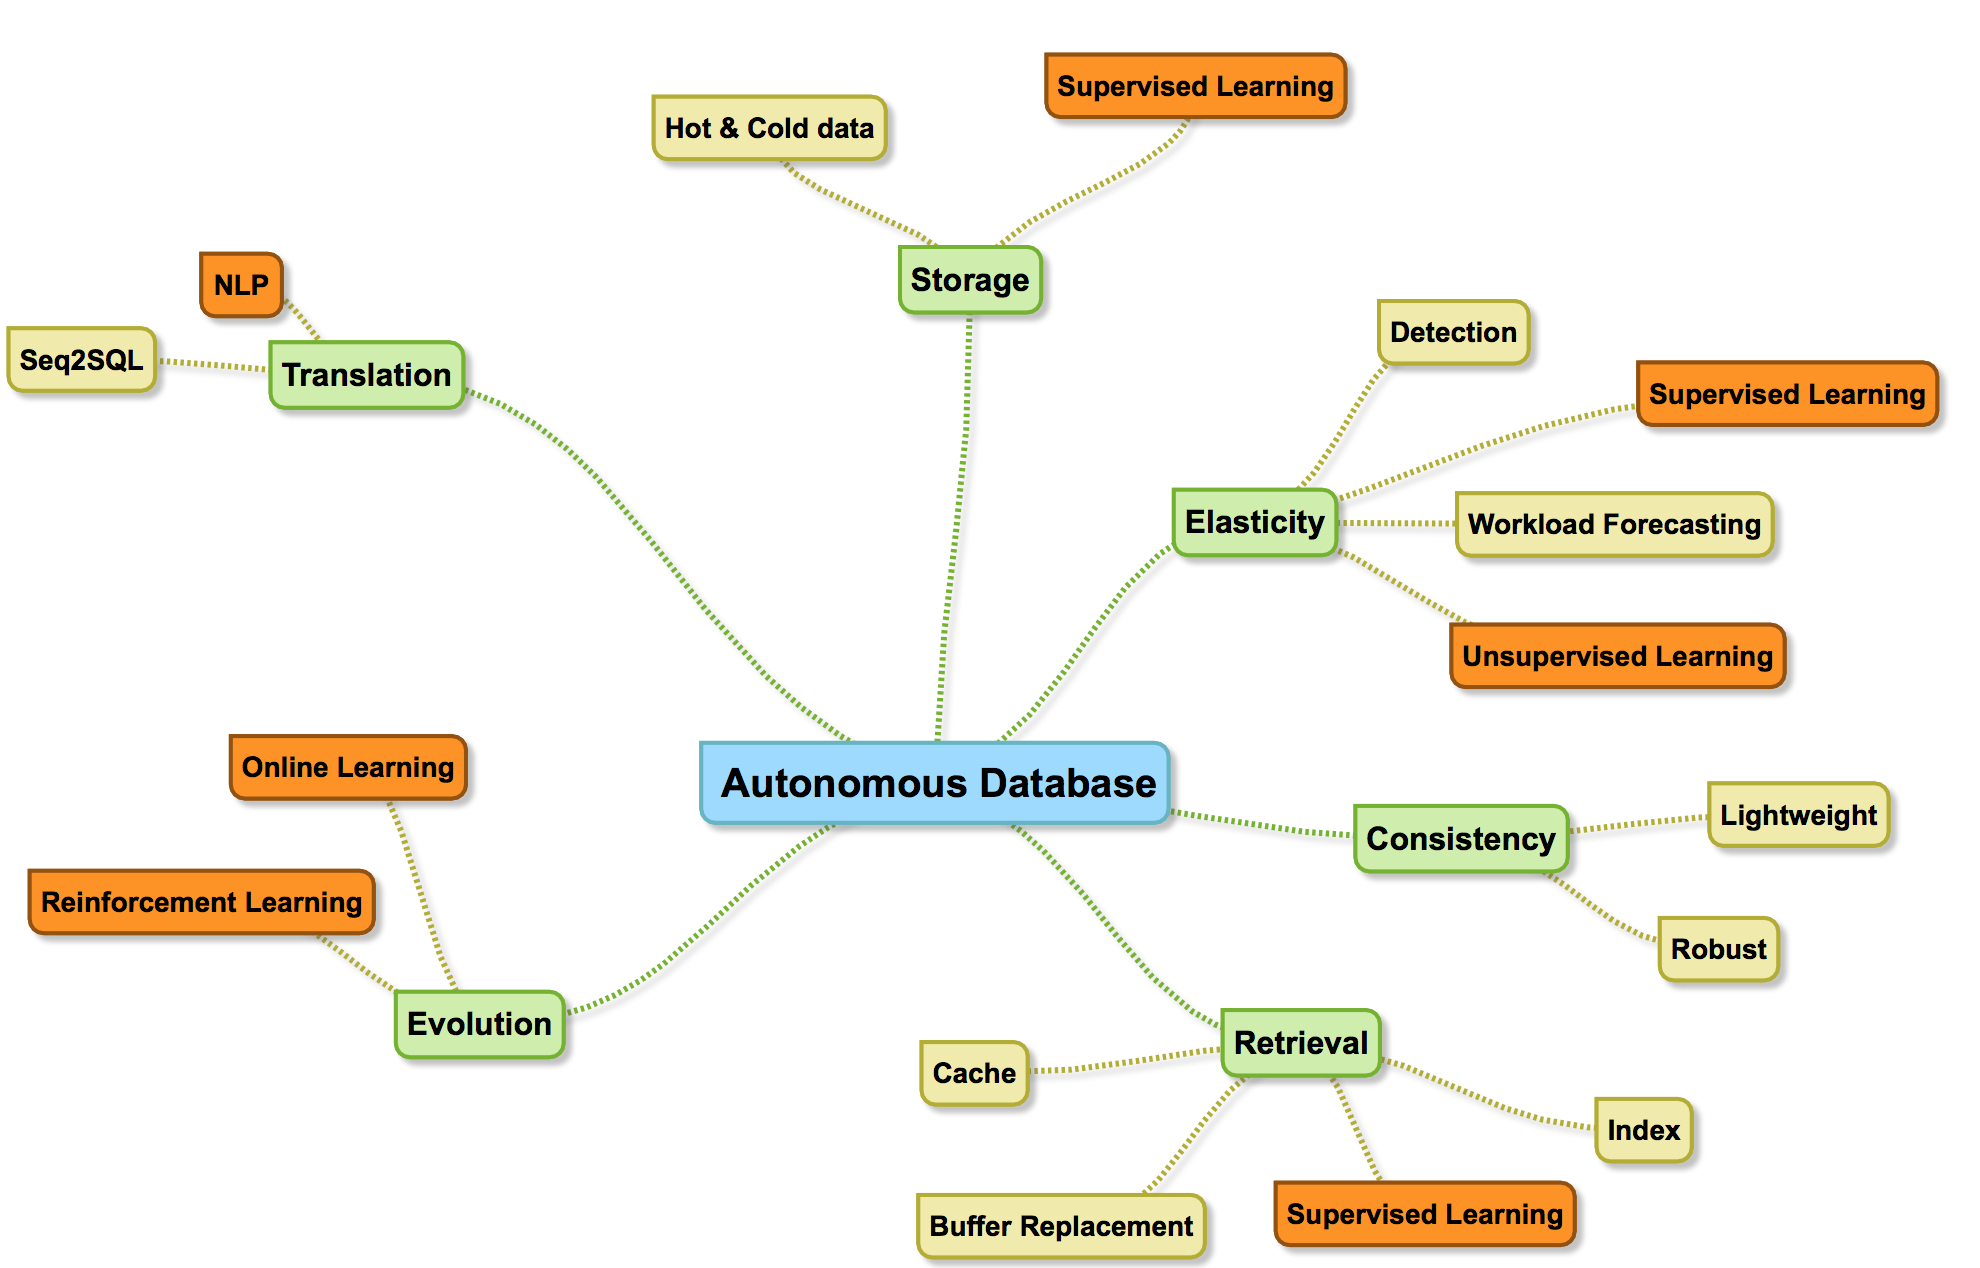 Supervised Learning
Hot & Cold data
Storage
NLP
Seq2SQL
Translation
Detection
Supervised Learning
Elasticity
Workload Forecasting
Unsupervised Learning
Autonomous Database
Online Learning
Reinforcement Learning
Evolution
Consistency
Lightweight
Robust
Retrieval
Cache
Index
Buffer Replacement
Supervised Learning